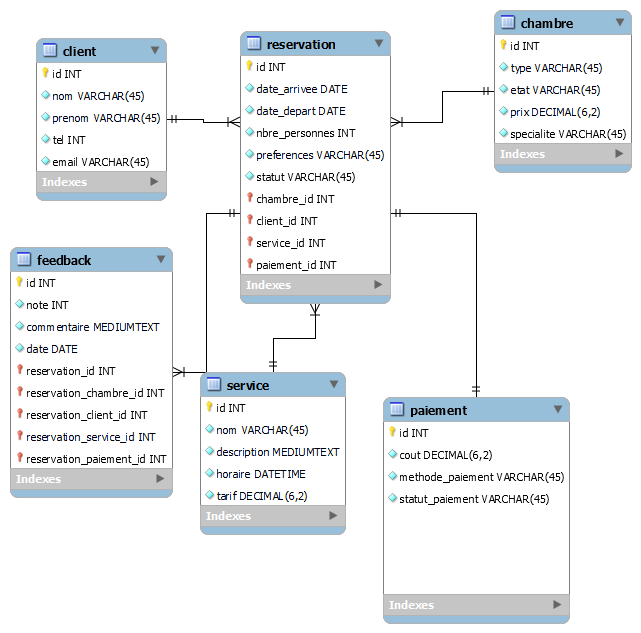 client
id INT
nom VARCHAR(45)
prenom VARCHAR(45)
tel INT
email VARCHAR(45)
Indexes
reservation
id INT
date_arrivee DATE
date_depart DATE
nbre_personnes INT
preferences VARCHAR(45)
statut VARCHAR(45)
chambre_id INT
client_id INT
service_id INT
paiement_id INT
Indexes
chambre
id INT
type VARCHAR(45)
etat VARCHAR(45)
prix DECIMAL(6,2)
specialite VARCHAR(45)
Indexes
feedback
id INT
note INT
commentaire MEDIUMTEXT
date DATE
reservation_id INT
reservation_chambre_id INT
reservation_client_id INT
reservation_service_id INT
reservation_paiement_id INT
Indexes
service
id INT
nom VARCHAR(45)
description MEDIUMTEXT
horaire DATETIME
tarif DECIMAL(6,2)
Indexes
paiement
id INT
cout DECIMAL(6,2)
methode_paiement VARCHAR(45)
statut_paiement VARCHAR(45)
Indexes